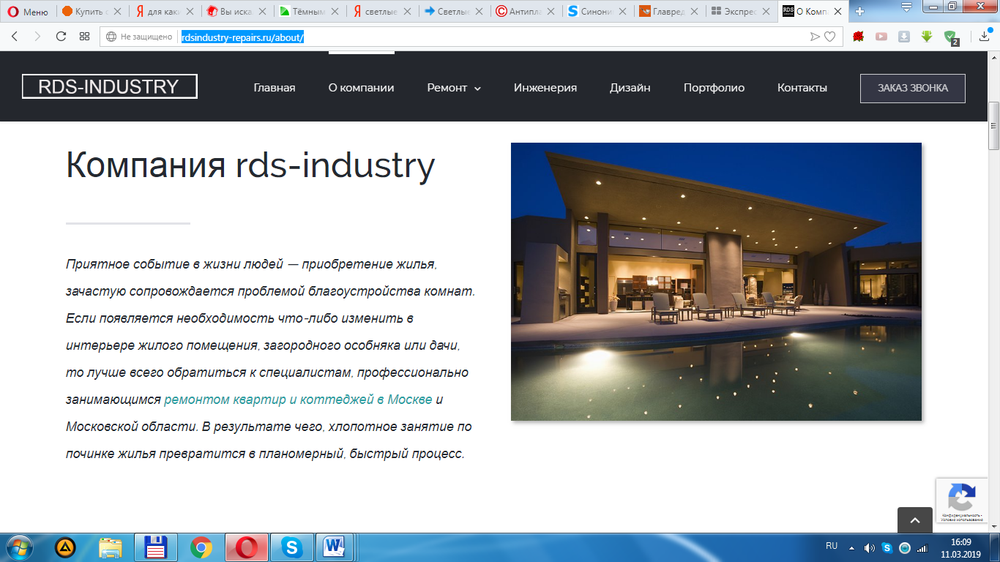 Меню
Купить с
для каки
Вы иска
Тёмным
светлые
Светлые
Антипла
Синони
Главред
Экспрес
О Комп
Не защищено
rdsindustry-repairs.ru/about/
2
RDS-INDUSTRY
Главная
О компании
Ремонт
Инженерия
Дизайн
Портфолио
Контакты
ЗАКАЗ ЗВОНКА
Компания rds-industry
Приятное событие в жизни людей — приобретение жилья,
зачастую сопровождается проблемой благоустройства комнат.
Если появляется необходимость что-либо изменить в
интерьере жилого помещения, загородного особняка или дачи,
то лучше всего обратиться к специалистам, профессионально
занимающимся ремонтом квартир и коттеджей в Москве и
Московской области. В результате чего, хлопотное занятие по
починке жилья превратится в планомерный, быстрый процесс.
Конфиденциальность -
Условия использования
RU
16:09
11.03.2019